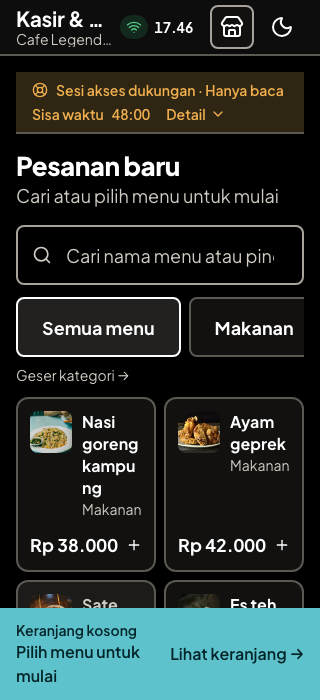 Kasir & ...
Cafe Legend...
17.46
Sesi akses dukungan · Hanya baca
Sisa waktu 48:00 Detail
Pesanan baru
Cari atau pilih menu untuk mulai
Cari nama menu atau pin
Semua menu
Makanan
Geser kategori →
Nasi
goreng
kampu
ng
Makanan
Rp 38.000 +
Ayam
geprek
Makanan
Rp 42.000 +
Sate
Es teh
Keranjang kosong
Pilih menu untuk
mulai
Lihat keranjang →